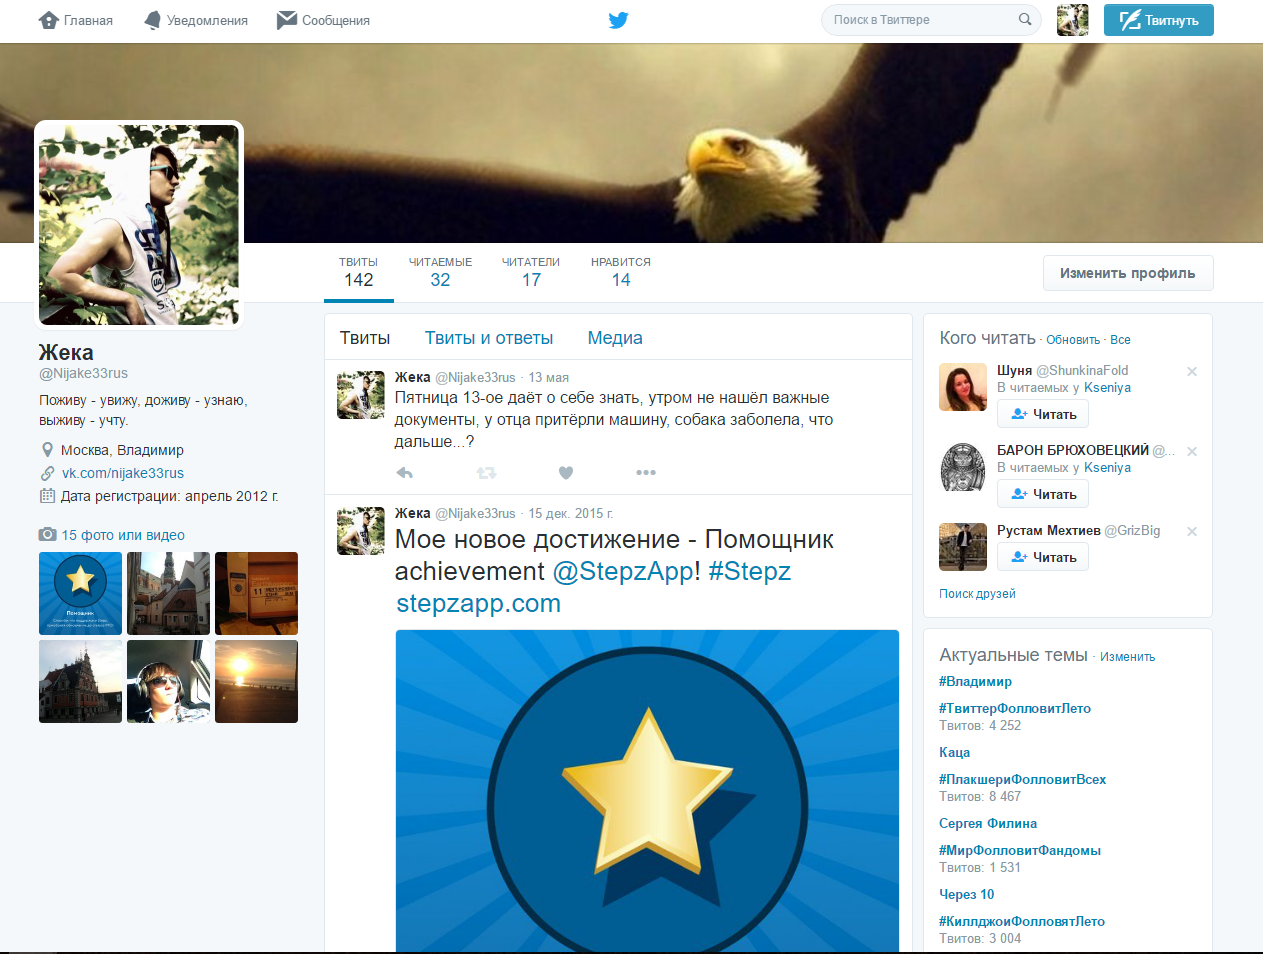 Главная
Уведомления
Сообщения
Поиск в Твиттере
Твитнуть
ТВИТЫ
142
ЧИТАЕМЫЕ
32
ЧИТАТЕЛИ
17
НРАВИТСЯ
14
Изменить профиль
Жека
@Nijake33rus
Поживу - увижу, доживу - узнаю,
выживу - учту.
Москва, Владимир
vk.com/nijake33rus
Дата регистрации: апрель 2012 г.
15 фото или видео
Помощник
Твиты
Твиты и ответы
Медиа
Жека @Nijake33rus · 13 мая
Пятница 13-ое даёт о себе знать, утром не нашёл важные
документы, у отца притёрли машину, собака заболела, что
дальше...?
Жека @Nijake33rus · 15 дек. 2015 г.
Мое новое достижение - Помощник
achievement @StepzApp! #Stepz
stepzapp.com
Кого читать · Обновить · Все
Шуня @ShunkinaFold
В читаемых у Kseniya
Читать
БАРОН БРЮХОВЕЦКИЙ @...
В читаемых у Kseniya
Читать
Рустам Мехтиев @GrizBig
Читать
Поиск друзей
Актуальные темы · Изменить
#Владимир
#ТвиттерФолловитЛето
Твитов: 4 252
Каца
#ПлакшериФолловитВсех
Твитов: 8 467
Сергея Филина
#МирФолловитФандомы
Твитов: 1 531
Через 10
#КиллджоиФолловятЛето
Твитов: 3 004